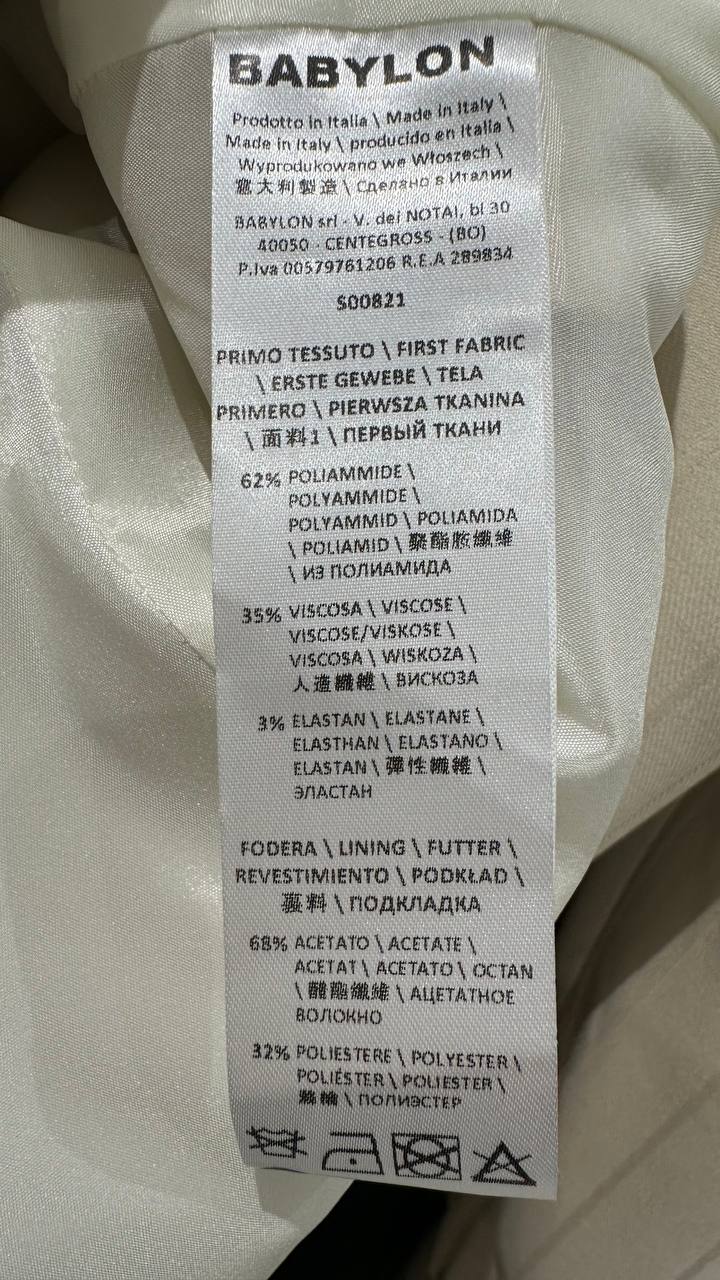 BABYLON
Prodotto in Italia \ Made in Italy \
Made in Italy \ producido en Italia \
Wyprodukowano we Włoszech \
意大利製造 \ Сделано в Италии
BABYLON srl - V. dei NOTAI, bl 30
40050 - CENTEGROSS - (BO)
P.Iva 00579761206 R.E.A 289834
S00821
PRIMO TESSUTO \ FIRST FABRIC
\ ERSTE GEWEBE \ TELA
PRIMERO \ PIERWSZA TKANINA
\ 面料1 \ ПЕРВЫЙ ТКАНИ
62% POLIAMMIDE \
POLYAMMIDE \
POLYAMMID \ POLIAMIDA
\ POLIAMID \ 聚酯胺纖維
\ ИЗ ПОЛИАМИДА
35% VISCOSA \ VISCOSE \
VISCOSE/VISKOSE \
VISCOSA \ WISKOZA \
人造纖維 \ ВИСКОЗА
3% ELASTAN \ ELASTANE \
ELASTHAN \ ELASTANO \
ELASTAN \ 彈性纖維 \
ЭЛАСТАН
FODERA \ LINING \ FUTTER \
REVESTIMIENTO \ PODKŁAD \
料 \ ПОДКЛАДКА
68% ACETATO \ ACETATE \
ACETAT \ ACETATO \ OCTAN
\ 醋酯纖維 \ АЦЕТАТНОЕ
ВОЛОКНО
32% POLIESTERE \ POLYESTER \
POLIÉSTER \ POLIESTER \
\ ПОЛИЭСТЕР